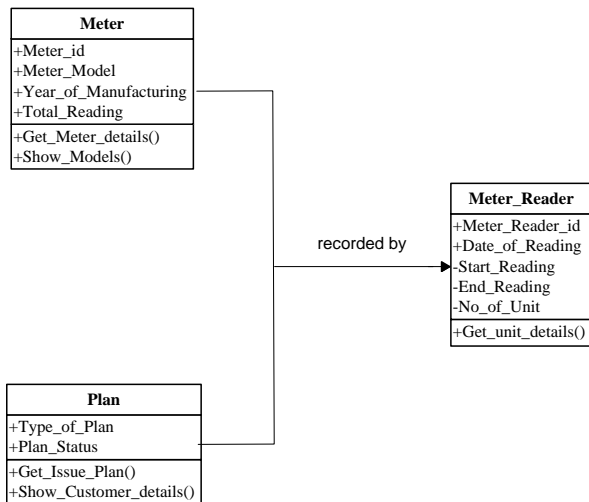 Meter
+Meter_id
+Meter_Model
+Year_of_Manufacturing
+Total_Reading
+Get_Meter_details()
+Show_Models()
recorded by
Meter_Reader
+Meter_Reader_id
+Date_of_Reading
-Start_Reading
-End_Reading
-No_of_Unit
+Get_unit_details()
Plan
+Type_of_Plan
+Plan_Status
+Get_Issue_Plan()
+Show_Customer_details()